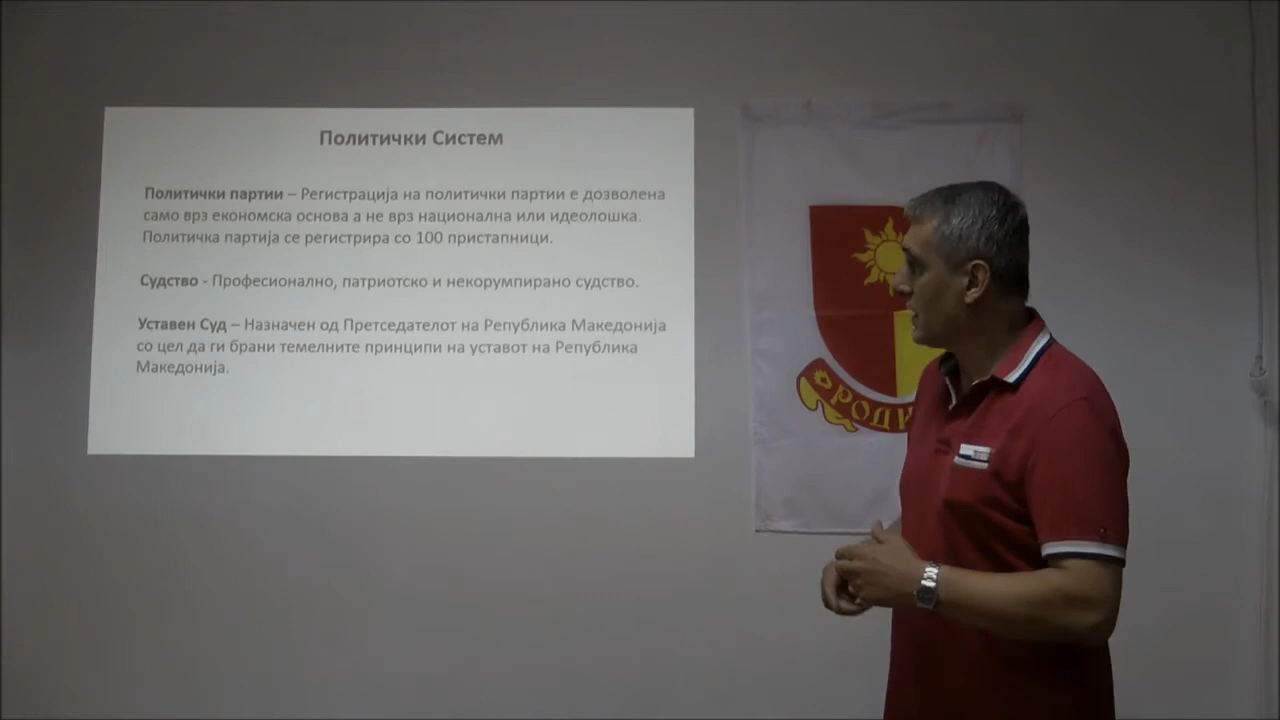 Политички Систем
Политички партии – Регистрација на политички партии е дозволена
само врз економска основа а не врз национална или идеолошка.
Политичка партија се регистрира со 100 пристапници.
Судство - Професионално, патриотско и некорумпирано судство.
Уставен Суд – Назначен од Претседателот на Република Македонија
со цел да ги брани темелните принципи на уставот на Република
Македонија.